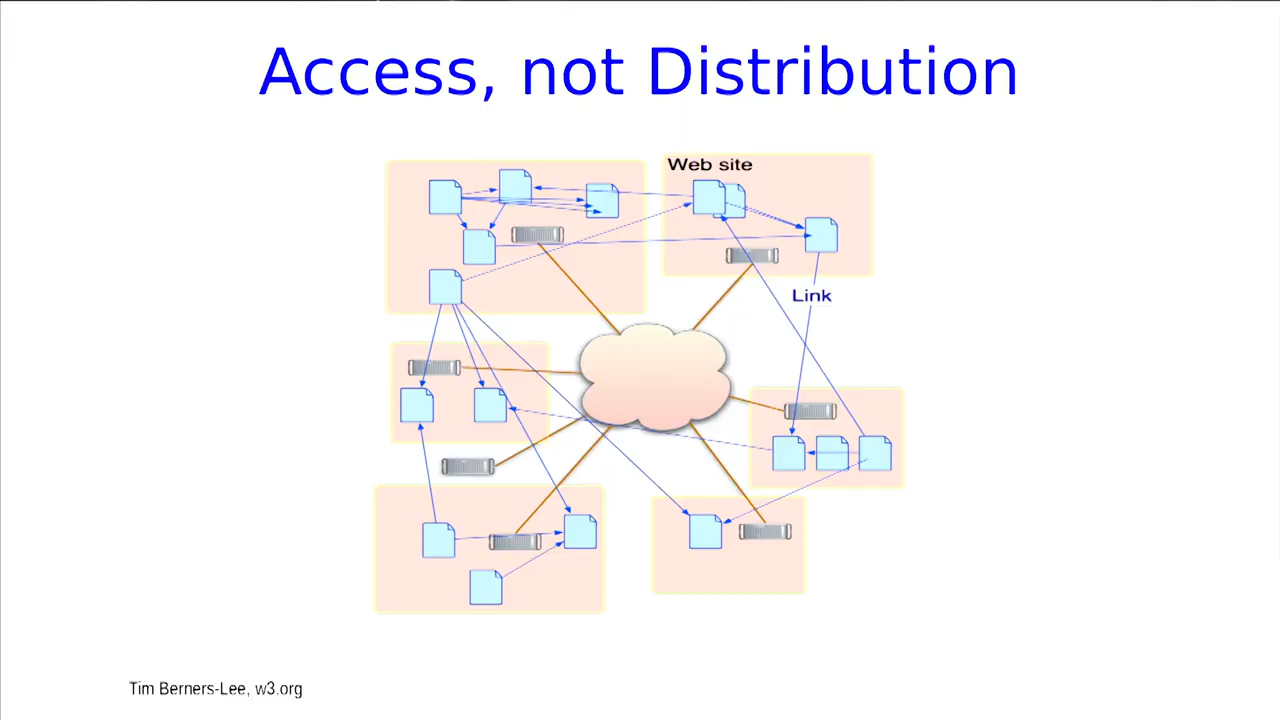 Access, not Distribution
Web site
Link
Tim Berners-Lee, w3.org